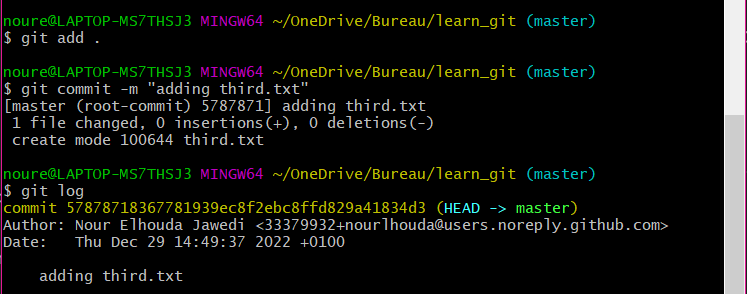 noure@LAPTOP-MS7THSJ3 MINGW64 ~/OneDrive/Bureau/learn_git (master)
$ git add .
noure@LAPTOP-MS7THSJ3 MINGW64 ~/OneDrive/Bureau/learn_git (master)
$ git commit -m "adding third.txt"
[master (root-commit) 5787871] adding third.txt
 1 file changed, 0 insertions(+), 0 deletions(-)
 create mode 100644 third.txt
noure@LAPTOP-MS7THSJ3 MINGW64 ~/OneDrive/Bureau/learn_git (master)
$ git log
commit 57878718367781939ec8f2ebc8ffd829a41834d3 (HEAD -> master)
Author: Nour Elhouda Jawedi <33379932+nourlhouda@users.noreply.github.com>
Date:   Thu Dec 29 14:49:37 2022 +0100
    adding third.txt